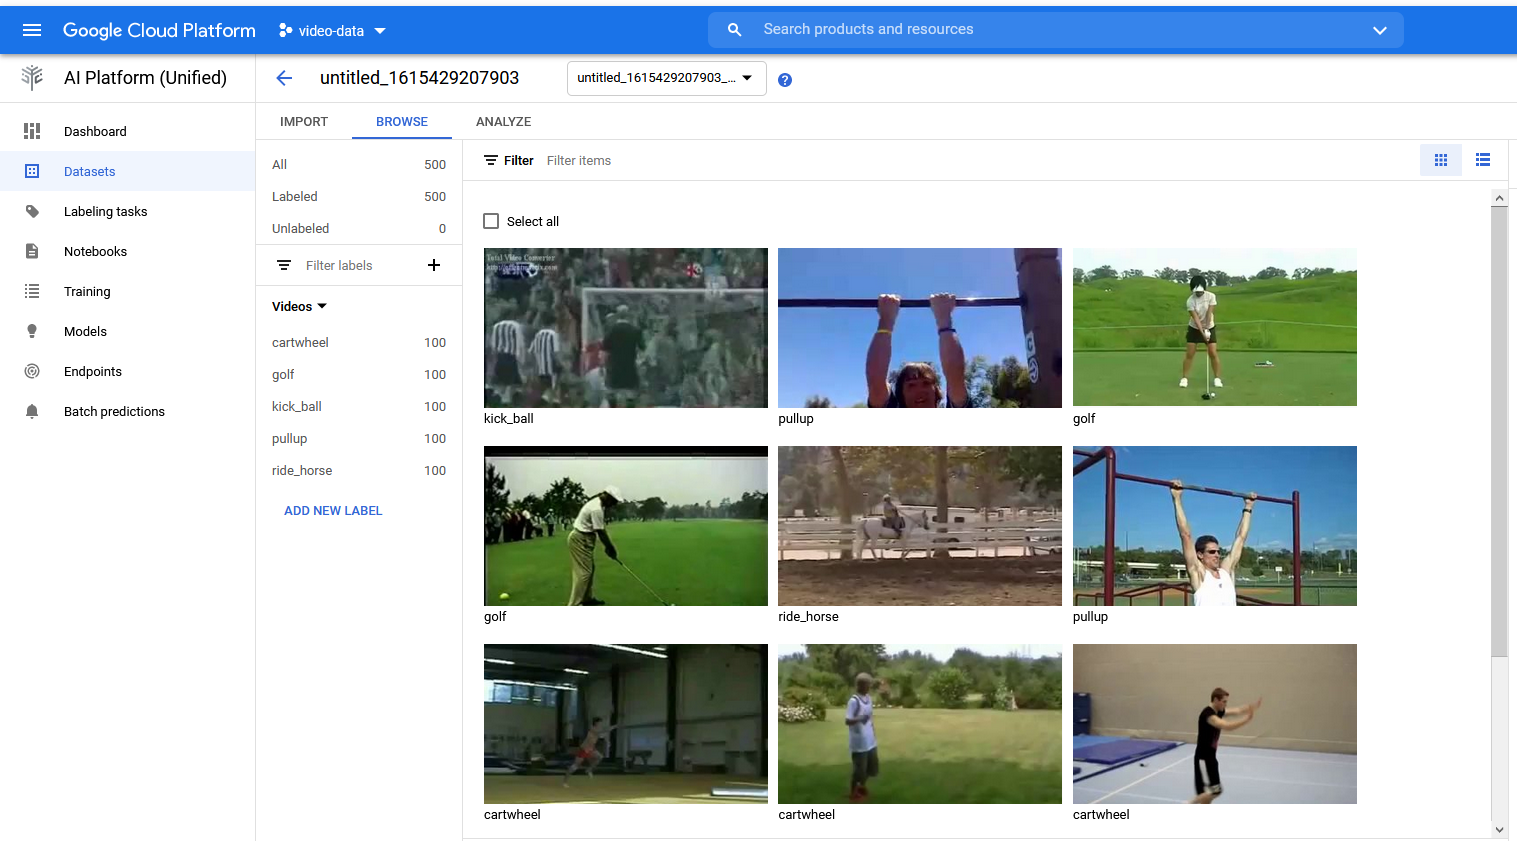 Google Cloud Platform
video-data
Search products and resources
AI Platform (Unified)
untitled_1615429207903
untitled_1615429207903_...
?
IMPORT
BROWSE
ANALYZE
Dashboard
Datasets
Labeling tasks
Notebooks
Training
Models
Endpoints
Batch predictions
All 500
Labeled 500
Unlabeled 0
Filter labels
Videos
cartwheel 100
golf 100
kick_ball 100
pullup 100
ride_horse 100
ADD NEW LABEL
Filter Filter items
Select all
Total Video Converter
kick_ball
pullup
golf
golf
ride_horse
pullup
cartwheel
cartwheel
cartwheel